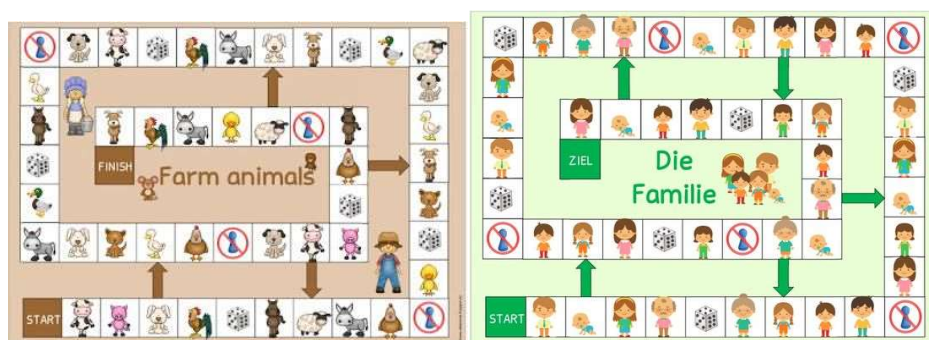 FINISH
Farm animals
START
ZIEL
Die
Familie
START